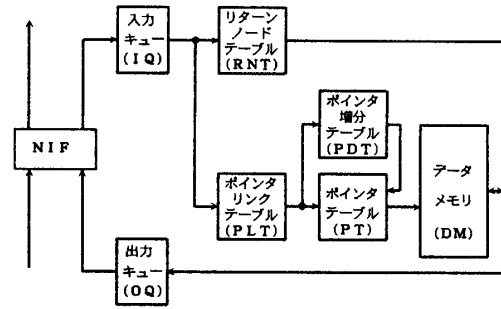 入力
キュー
(IQ)
リターン
ノード
テーブル
(RNT)
ポインタ
増分
テーブル
(PDT)
NIF
ポインタ
リンク
テーブル
(PLT)
ポインタ
テーブル
(PT)
データ
メモリ
(DM)
出力
キュー
(OQ)